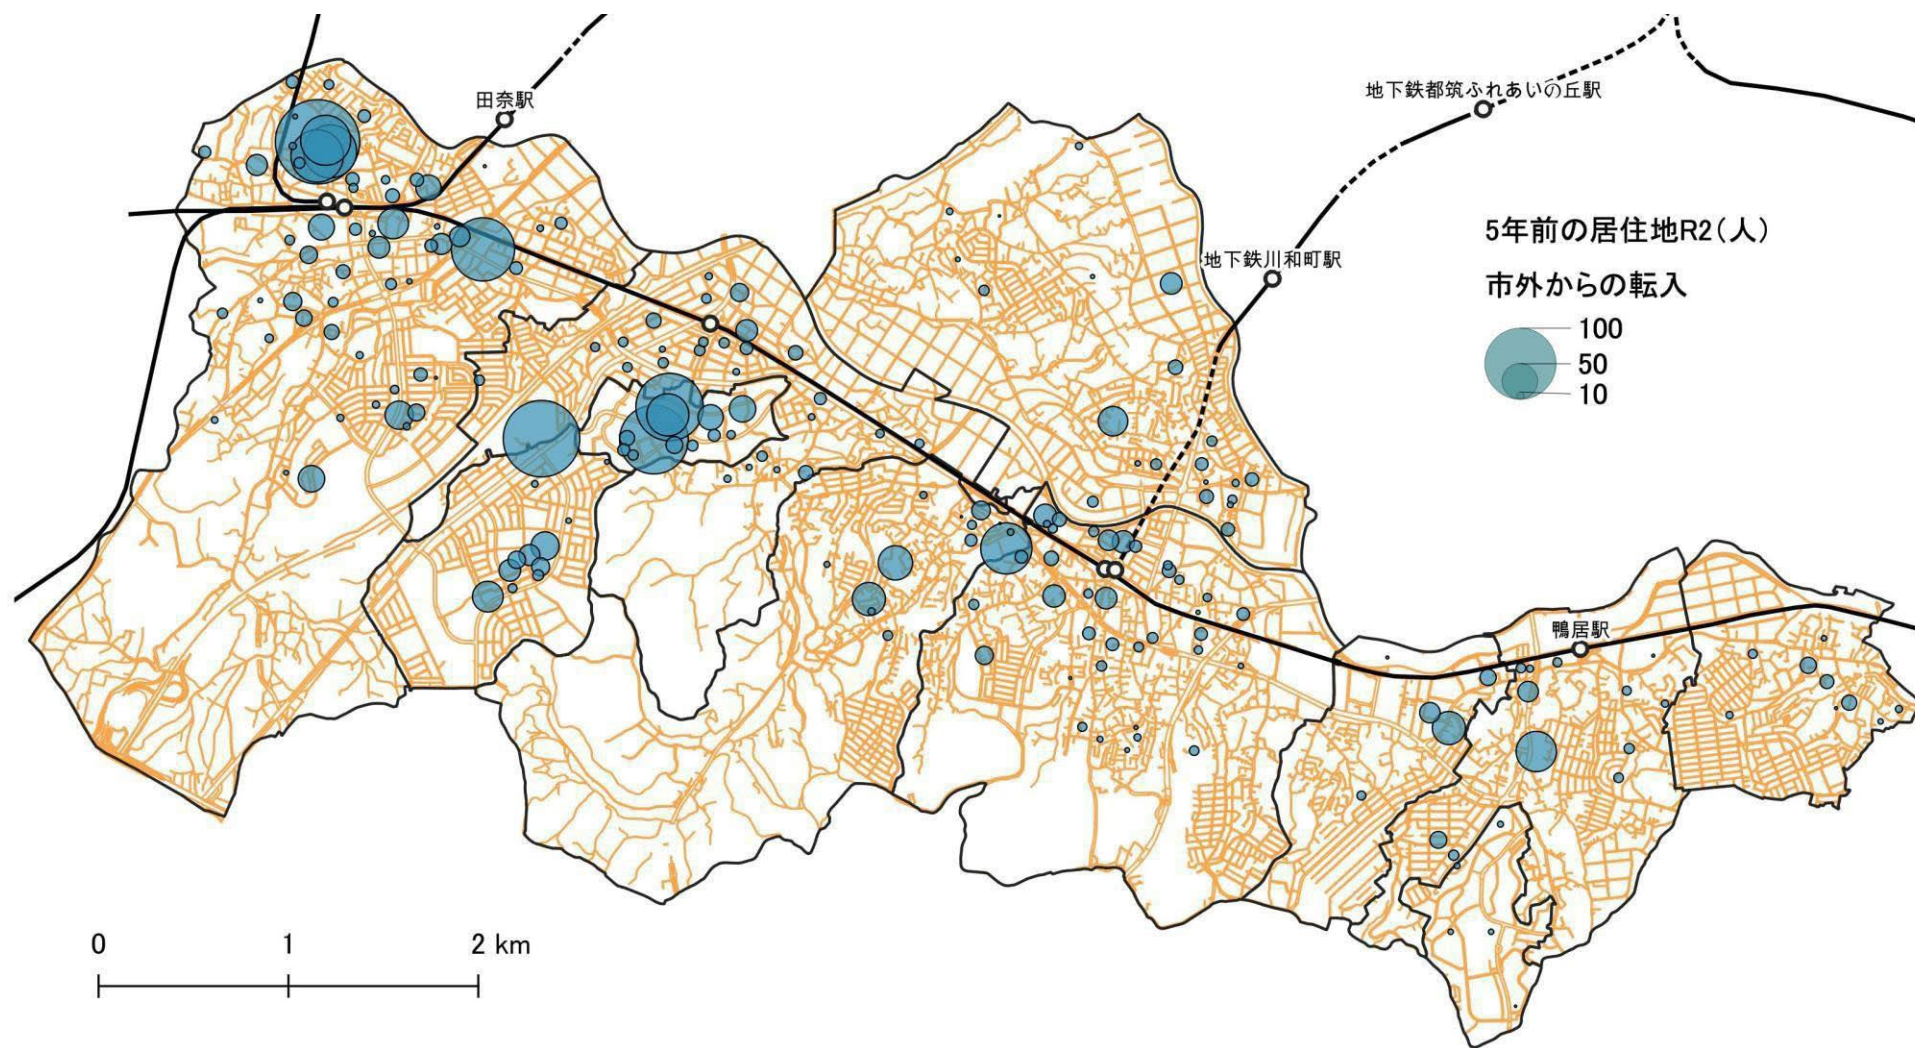 地下鉄都筑ふれあいの丘駅
田奈駅
5年前の居住地R2(人)
地下鉄川和町駅
市外からの転入
100
50
10
鴨居駅
0 1 2 km